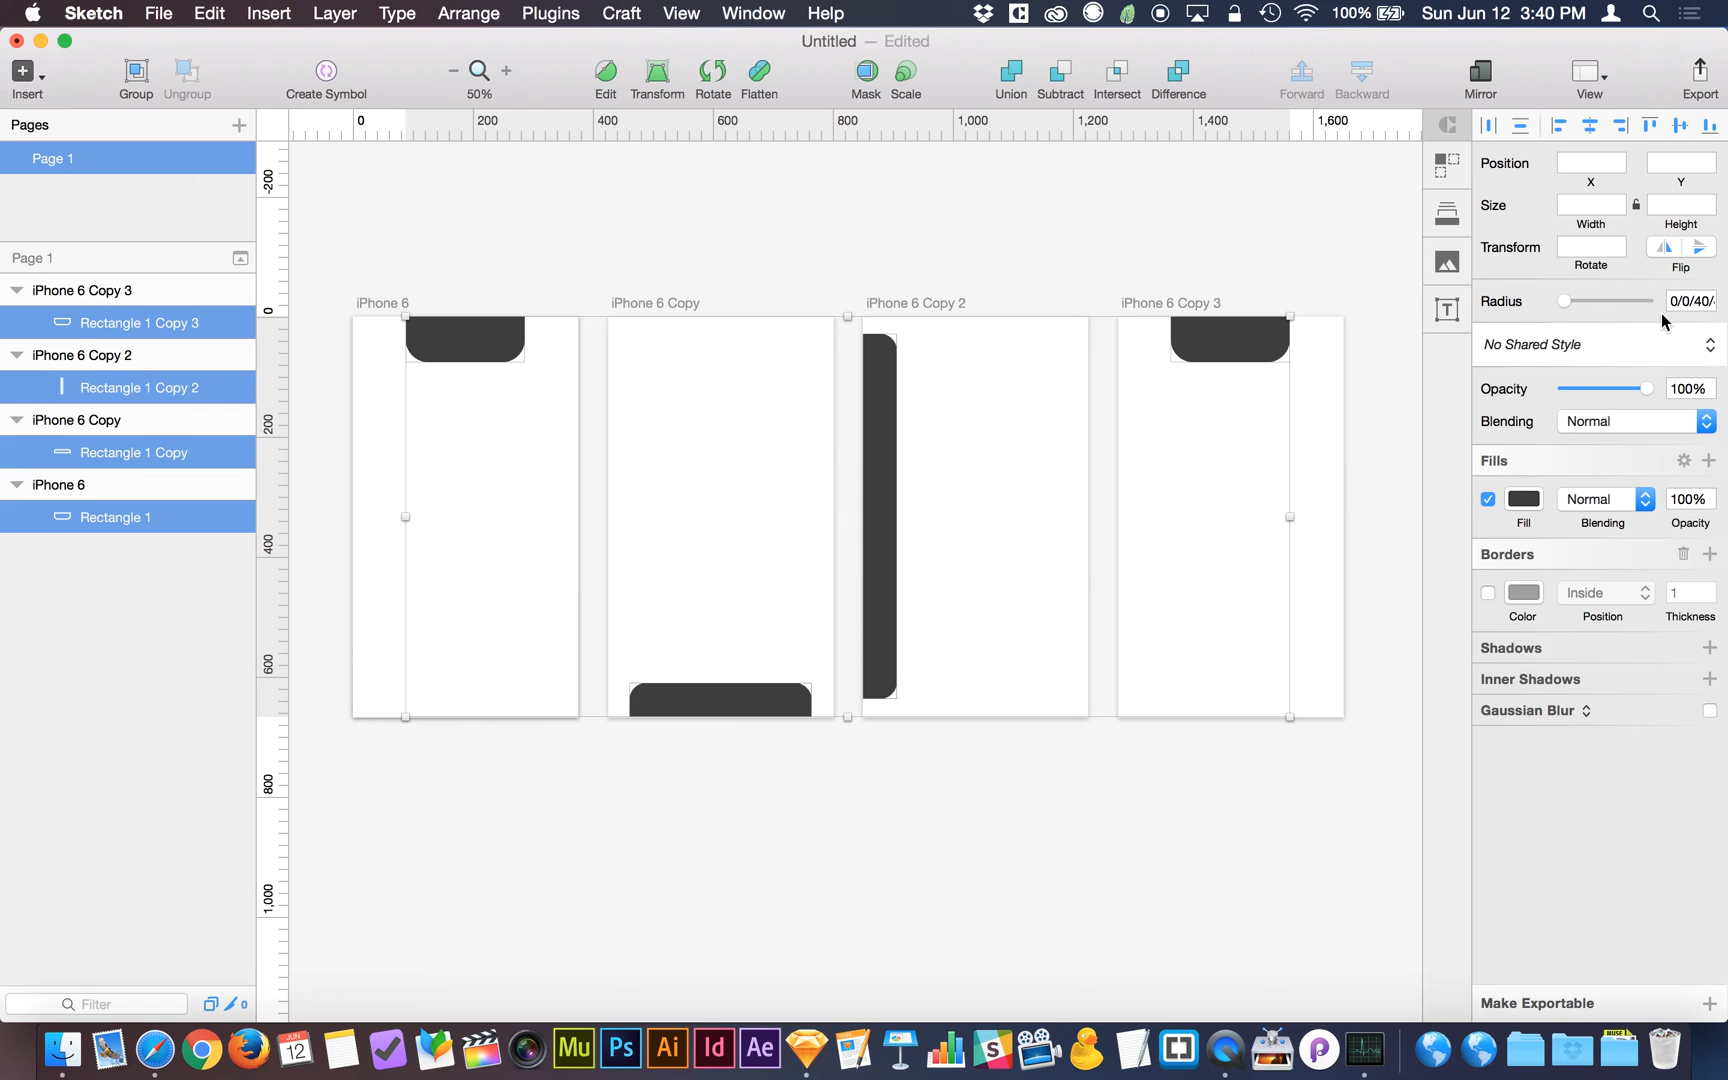 Sketch File Edit Insert Layer Type Arrange Plugins Craft View Window Help 100% Sun Jun 12 3:40 PM
Untitled — Edited
Insert Group Ungroup Create Symbol 50% Edit Transform Rotate Flatten Mask Scale Union Subtract Intersect Difference Forward Backward Mirror View Export
Pages
0 200 400 600 800 1,000 1,200 1,400 1,600
Page 1
Page 1
iPhone 6 Copy 3
Rectangle 1 Copy 3
iPhone 6 Copy 2
Rectangle 1 Copy 2
iPhone 6 Copy
Rectangle 1 Copy
iPhone 6
Rectangle 1
Filter
0
-200
0
200
400
600
800
1,000
iPhone 6 iPhone 6 Copy iPhone 6 Copy 2 iPhone 6 Copy 3
Position
X Y
Size
Width Height
Transform
Rotate Flip
Radius 0/0/40/
No Shared Style
Opacity 100%
Blending Normal
Fills
Normal 100%
Fill Blending Opacity
Borders
Inside 1
Color Position Thickness
Shadows
Inner Shadows
Gaussian Blur
Make Exportable
JUN
12
Mu Ps Ai Id Ae
MUSE